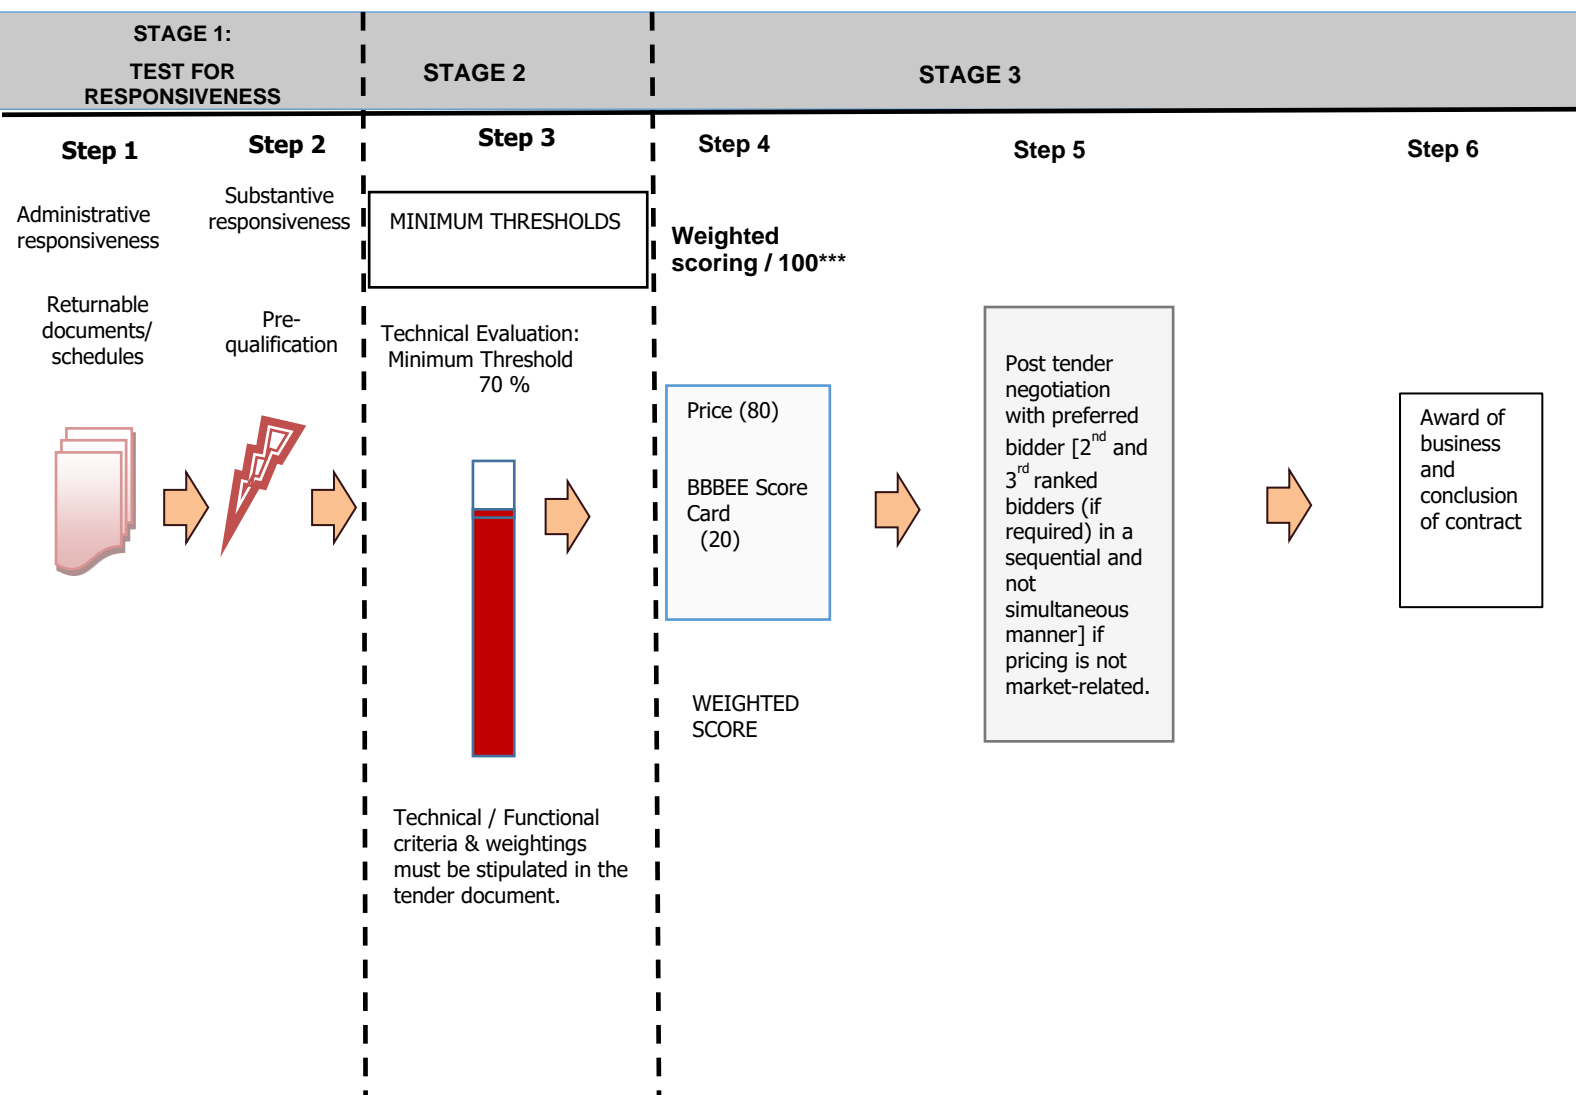 STAGE 1:
TEST FOR
RESPONSIVENESS
STAGE 2
STAGE 3
Step 1
Step 2
Step 3
Step 4
Step 5
Step 6
Administrative
responsiveness
Substantive
responsiveness
MINIMUM THRESHOLDS
Weighted
scoring / 100***
Returnable
documents/
schedules
Pre-
qualification
Technical Evaluation:
Minimum Threshold
70 %
Price (80)
BBBEE Score
Card
(20)
WEIGHTED
SCORE
Post tender
negotiation
with preferred
bidder [2nd and
3rd ranked
bidders (if
required) in a
sequential and
not
simultaneous
manner] if
pricing is not
market-related.
Award of
business
and
conclusion
of contract
Technical / Functional
criteria & weightings
must be stipulated in the
tender document.